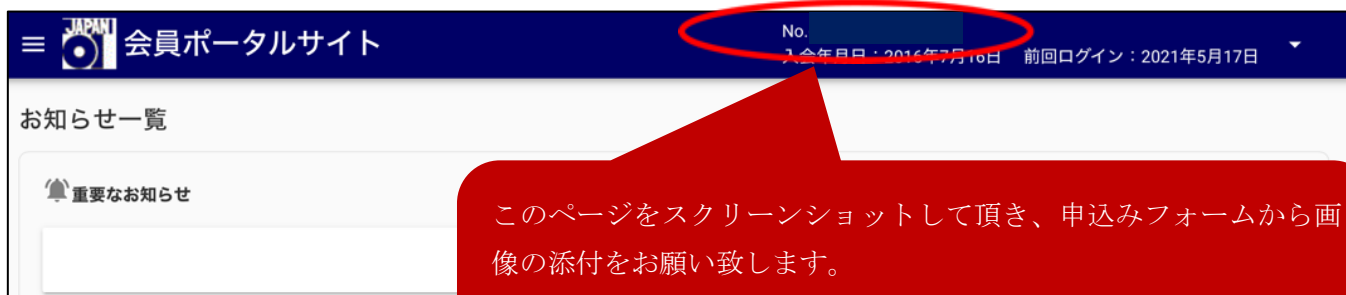 JAPAN
会員ポータルサイト
No.
入会年月日：2016年7月16日 前回ログイン：2021年5月17日
お知らせ一覧
重要なお知らせ
このページをスクリーンショットして頂き、申込みフォームから画
像の添付をお願い致します。